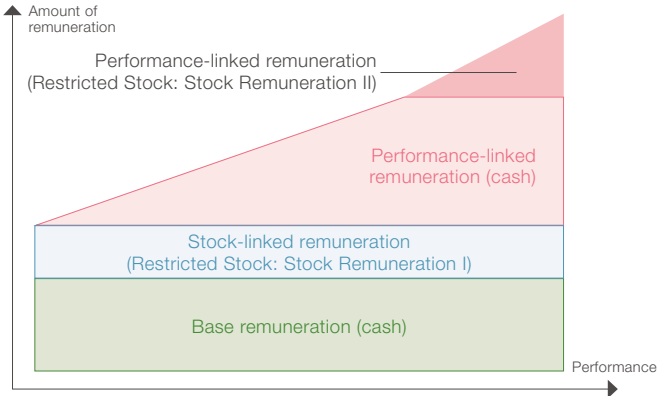 Amount of
remuneration
Performance-linked remuneration
(Restricted Stock: Stock Remuneration II)
Performance-linked
remuneration (cash)
Stock-linked remuneration
(Restricted Stock: Stock Remuneration I)
Base remuneration (cash)
Performance